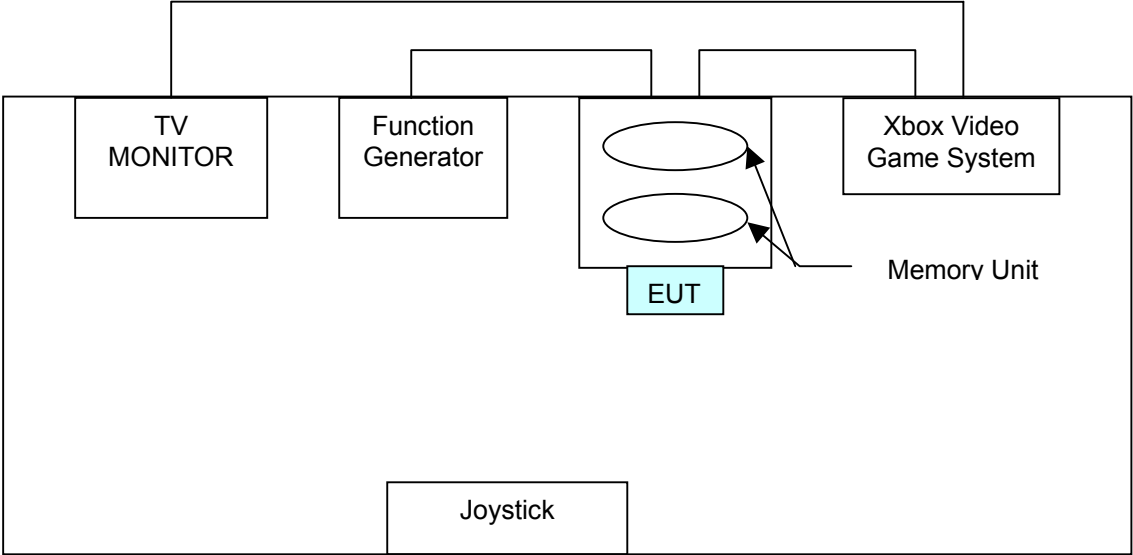 TV
MONITOR
Function
Generator
Xbox Video
Game System
Memory Unit
EUT
Joystick